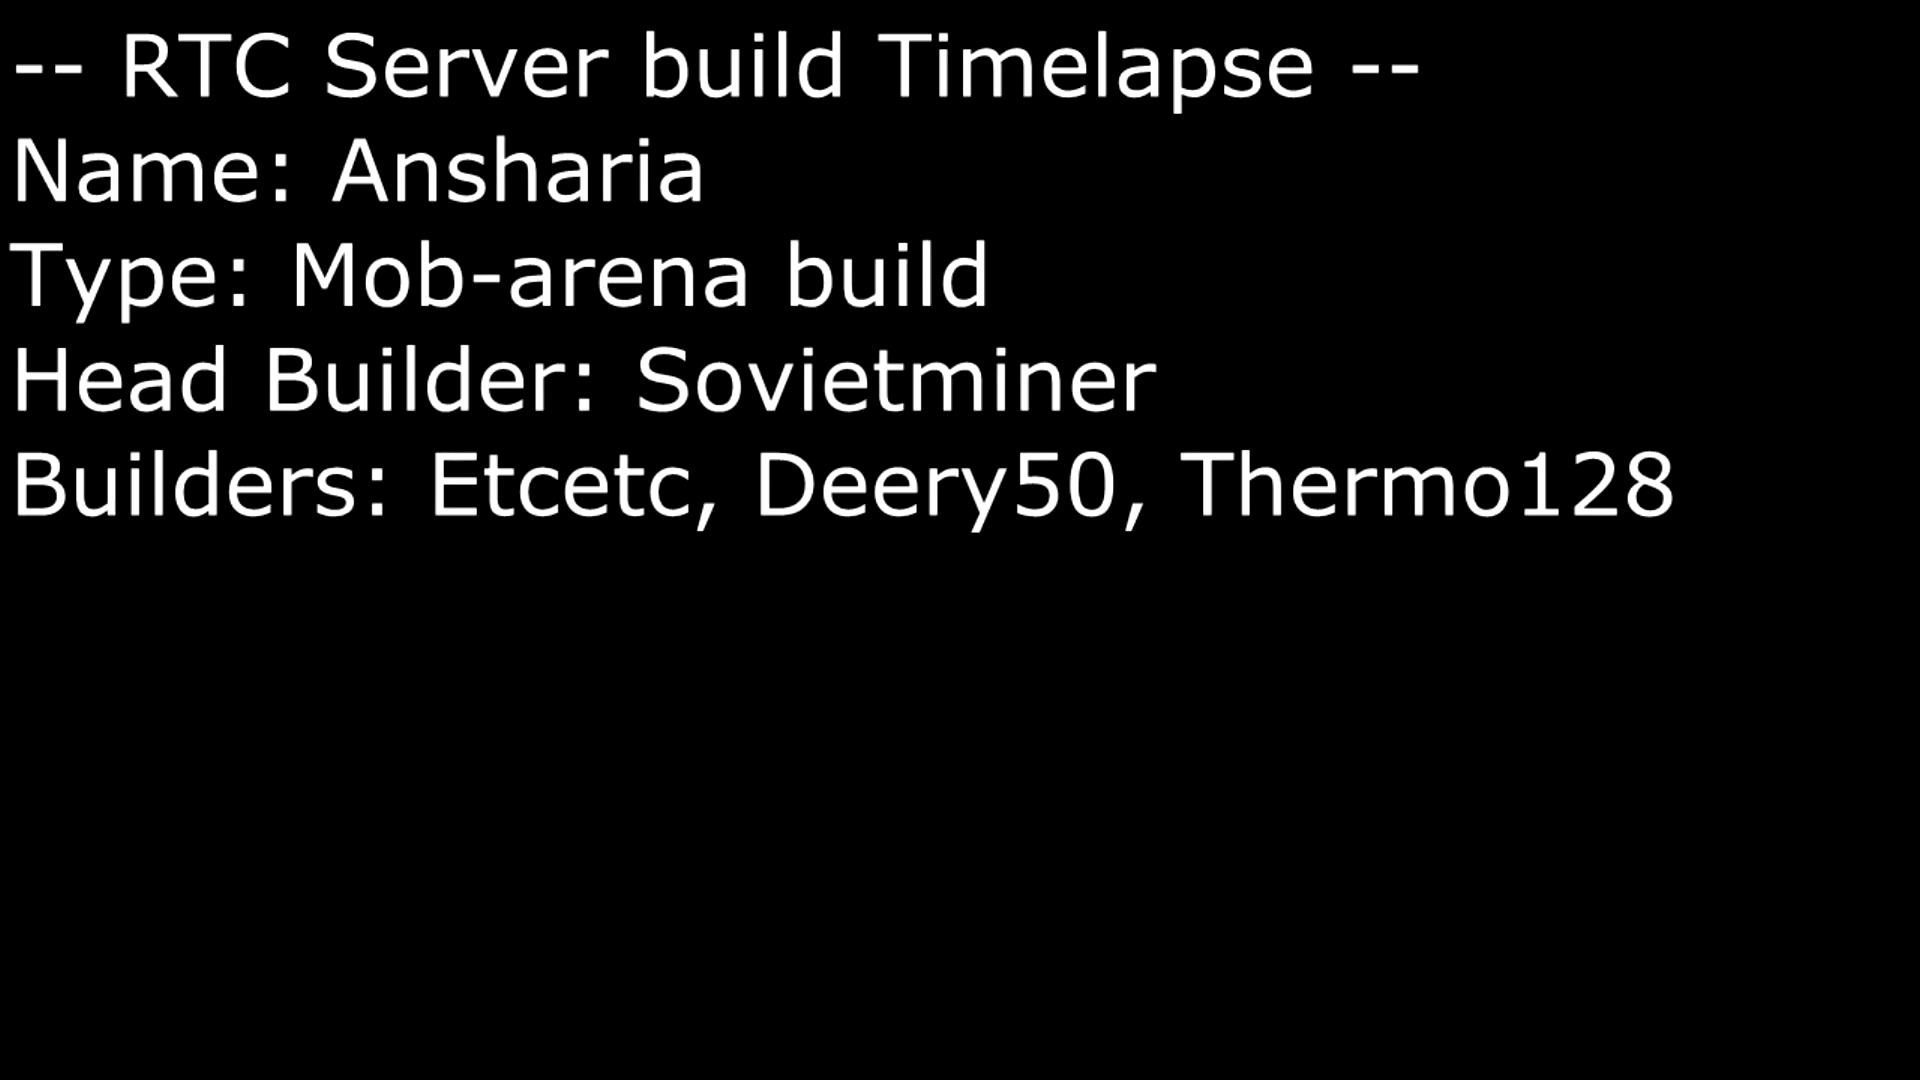 -- RTC Server build Timelapse --
Name: Ansharia
Type: Mob-arena build
Head Builder: Sovietminer
Builders: Etcetc, Deery50, Thermo128